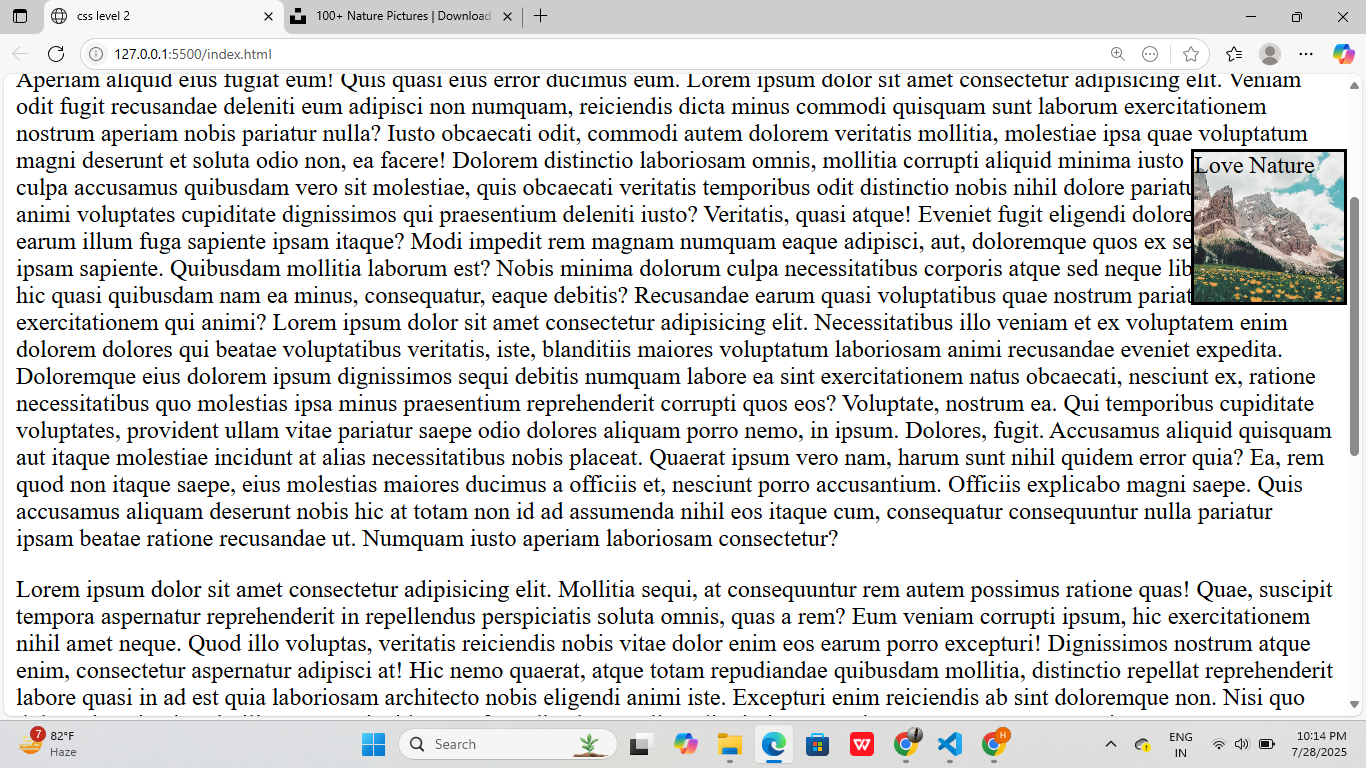 css level 2
100+ Nature Pictures | Download
127.0.0.1:5500/index.html
Aperiam aliquid eius fugiat eum! Quis quasi eius error ducimus eum. Lorem ipsum dolor sit amet consectetur adipisicing elit. Veniam
odit fugit recusandae deleniti eum adipisci non numquam, reiciendis dicta minus commodi quisquam sunt laborum exercitationem
nostrum aperiam nobis pariatur nulla? Iusto obcaecati odit, commodi autem dolorem veritatis mollitia, molestiae ipsa quae voluptatum
magni deserunt et soluta odio non, ea facere! Dolorem distinctio laboriosam omnis, mollitia corrupti aliquid minima iusto
Love Nature
culpa accusamus quibusdam vero sit molestiae, quis obcaecati veritatis temporibus odit distinctio nobis nihil dolore pariatu
animi voluptates cupiditate dignissimos qui praesentium deleniti iusto? Veritatis, quasi atque! Eveniet fugit eligendi dolore
earum illum fuga sapiente ipsam itaque? Modi impedit rem magnam numquam eaque adipisci, aut, doloremque quos ex se
ipsam sapiente. Quibusdam mollitia laborum est? Nobis minima dolorum culpa necessitatibus corporis atque sed neque lib
hic quasi quibusdam nam ea minus, consequatur, eaque debitis? Recusandae earum quasi voluptatibus quae nostrum pariat
exercitationem qui animi? Lorem ipsum dolor sit amet consectetur adipisicing elit. Necessitatibus illo veniam et ex voluptatem enim
dolorem dolores qui beatae voluptatibus veritatis, iste, blanditiis maiores voluptatum laboriosam animi recusandae eveniet expedita.
Doloremque eius dolorem ipsum dignissimos sequi debitis numquam labore ea sint exercitationem natus obcaecati, nesciunt ex, ratione
necessitatibus quo molestias ipsa minus praesentium reprehenderit corrupti quos eos? Voluptate, nostrum ea. Qui temporibus cupiditate
voluptates, provident ullam vitae pariatur saepe odio dolores aliquam porro nemo, in ipsum. Dolores, fugit. Accusamus aliquid quisquam
aut itaque molestiae incidunt at alias necessitatibus nobis placeat. Quaerat ipsum vero nam, harum sunt nihil quidem error quia? Ea, rem
quod non itaque saepe, eius molestias maiores ducimus a officiis et, nesciunt porro accusantium. Officiis explicabo magni saepe. Quis
accusamus aliquam deserunt nobis hic at totam non id ad assumenda nihil eos itaque cum, consequatur consequuntur nulla pariatur
ipsam beatae ratione recusandae ut. Numquam iusto aperiam laboriosam consectetur?
Lorem ipsum dolor sit amet consectetur adipisicing elit. Mollitia sequi, at consequuntur rem autem possimus ratione quas! Quae, suscipit
tempora aspernatur reprehenderit in repellendus perspiciatis soluta omnis, quas a rem? Eum veniam corrupti ipsum, hic exercitationem
nihil amet neque. Quod illo voluptas, veritatis reiciendis nobis vitae dolor enim eos earum porro excepturi! Dignissimos nostrum atque
enim, consectetur aspernatur adipisci at! Hic nemo quaerat, atque totam repudiandae quibusdam mollitia, distinctio repellat reprehenderit
labore quasi in ad est quia laboriosam architecto nobis eligendi animi iste. Excepturi enim reiciendis ab sint doloremque non. Nisi quo
7
82°F
Haze
Search
H
ENG
IN
10:14 PM
7/28/2025